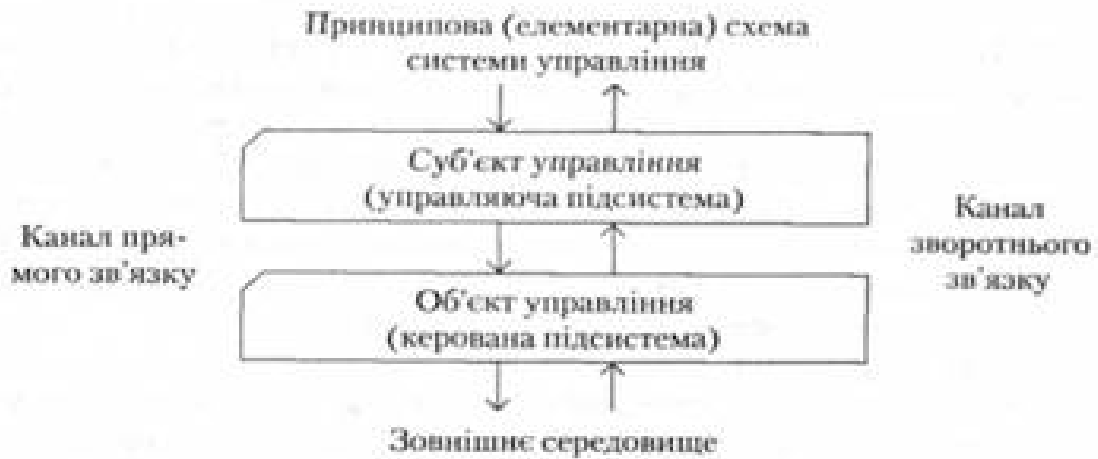 Принципова (елементарна) схема
системи управління
Суб'єкт управління
(управляюча підсистема)
Канал пря-
мого зв'язку
Канал
зворотнього
зв'язку
Об'єкт управління
(керована підсистема)
Зовнішнє середовище